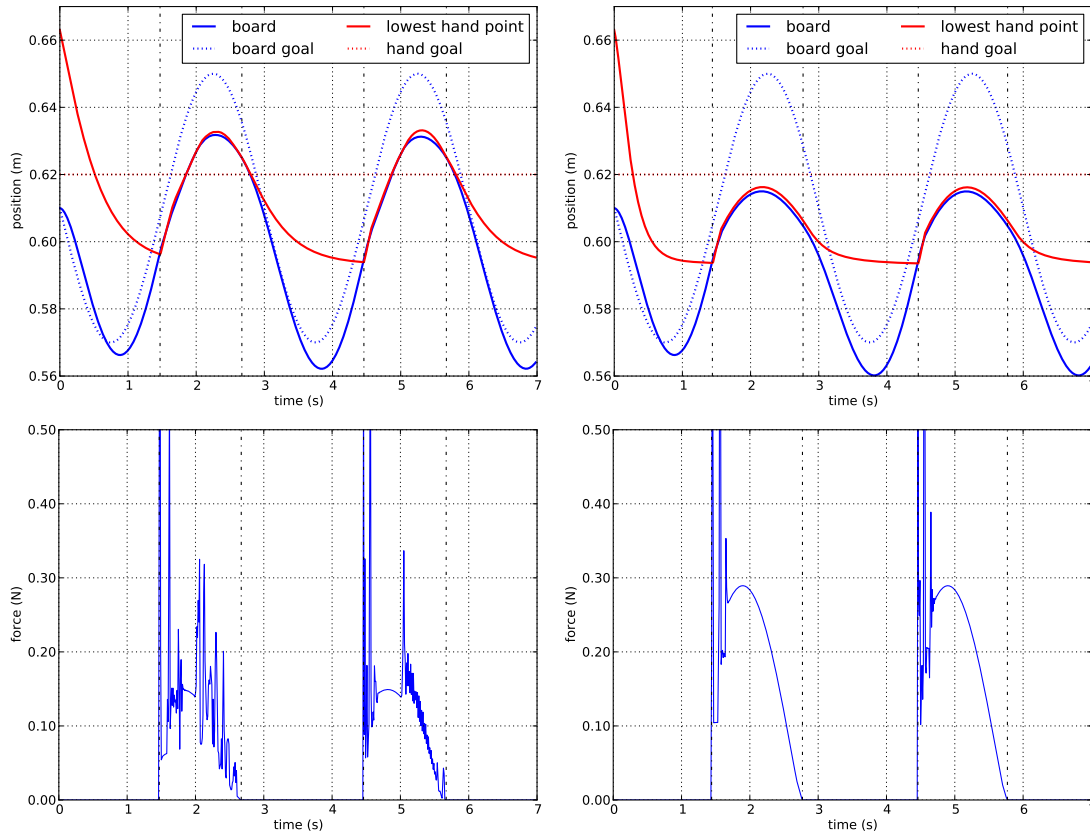 board
board goal
lowest hand point
hand goal
0.66
0.64
0.62
0.60
0.58
0.56
position (m)
0 1 2 3 4 5 6 7
time (s)
board
board goal
lowest hand point
hand goal
0.66
0.64
0.62
0.60
0.58
0.56
position (m)
0 1 2 3 4 5 6
time (s)
0.50
0.40
0.30
0.20
0.10
0.00
force (N)
0 1 2 3 4 5 6 7
time (s)
0.50
0.40
0.30
0.20
0.10
0.00
force (N)
0 1 2 3 4 5 6
time (s)